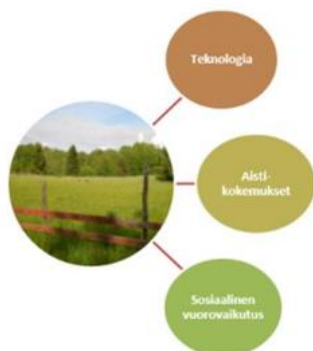 Teknologia
Aisti-
kokemukset
Sosiaalinen
vuorovaikutus